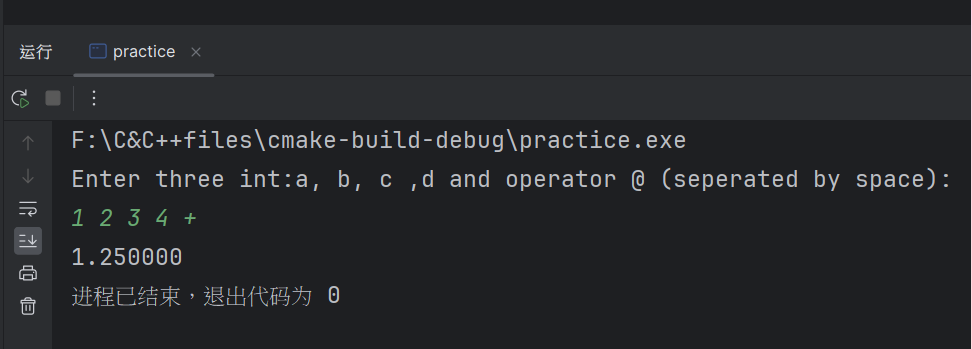 运行 practice
F:\C&C++files\cmake-build-debug\practice.exe
Enter three int:a, b, c ,d and operator @ (seperated by space):
1 2 3 4 +
1.250000
进程已结束，退出代码为 0